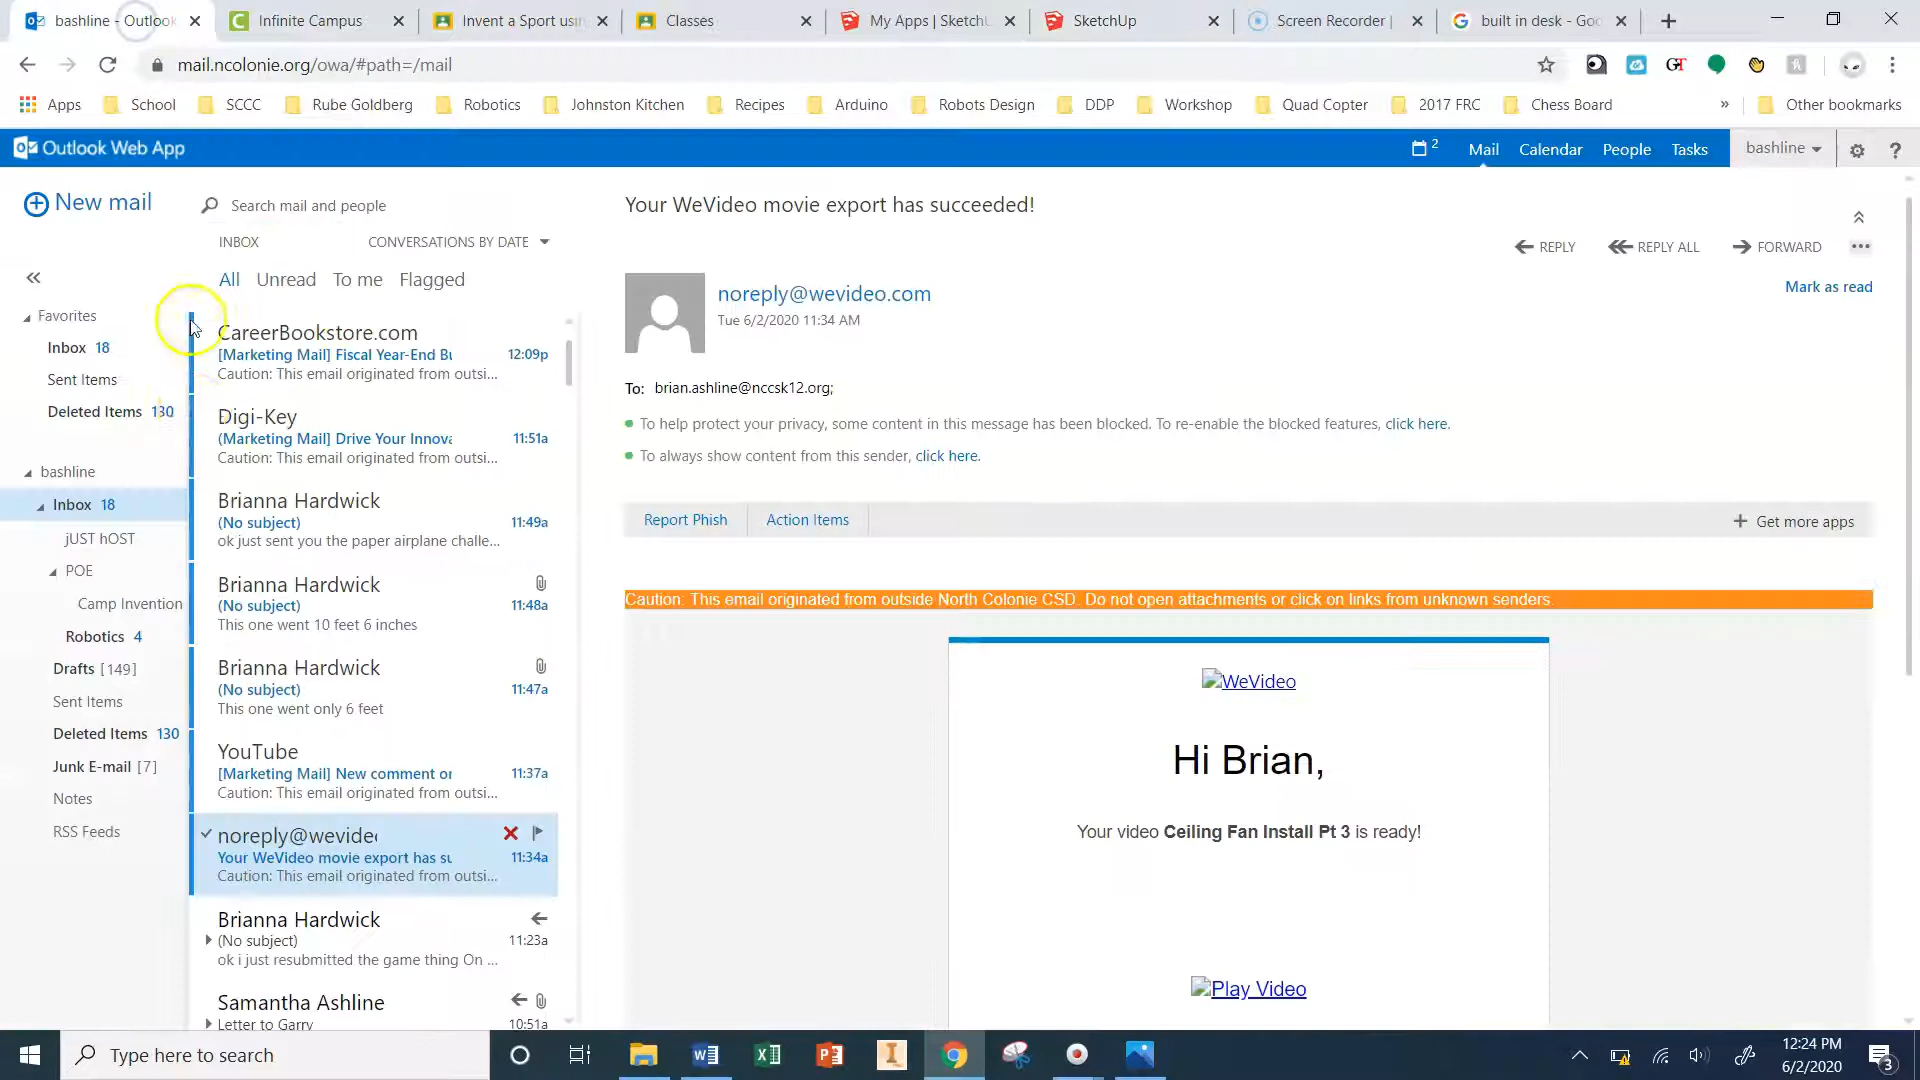 bashline - Outlook
Infinite Campus
Invent a Sport usin
Classes
My Apps | SketchU
SketchUp
Screen Recorder |
built in desk - Goo
mail.ncolonie.org/owa/#path=/mail
Apps
School
SCCC
Rube Goldberg
Robotics
Johnston Kitchen
Recipes
Arduino
Robots Design
DDP
Workshop
Quad Copter
2017 FRC
Chess Board
»
Other bookmarks
Outlook Web App
2
Mail
Calendar
People
Tasks
bashline
?
New mail
Search mail and people
INBOX
CONVERSATIONS BY DATE
All
Unread
To me
Flagged
Favorites
Inbox 18
Sent Items
Deleted Items 130
bashline
Inbox 18
jUST hOST
POE
Camp Invention
Robotics 4
Drafts [149]
Sent Items
Deleted Items 130
Junk E-mail [7]
Notes
RSS Feeds
CareerBookstore.com
[Marketing Mail] Fiscal Year-End Bu 12:09p
Caution: This email originated from outsi...
Digi-Key
(Marketing Mail] Drive Your Innova 11:51a
Caution: This email originated from outsi...
Brianna Hardwick
(No subject) 11:49a
ok just sent you the paper airplane challe...
Brianna Hardwick
(No subject) 11:48a
This one went 10 feet 6 inches
Brianna Hardwick
(No subject) 11:47a
This one went only 6 feet
YouTube
[Marketing Mail] New comment or 11:37a
Caution: This email originated from outsi...
noreply@wevide
Your WeVideo movie export has su 11:34a
Caution: This email originated from outsi...
Brianna Hardwick
(No subject) 11:23a
ok i just resubmitted the game thing On ...
Samantha Ashline
Letter to Garry 10:51a
Your WeVideo movie export has succeeded!
REPLY
REPLY ALL
FORWARD
Mark as read
noreply@wevideo.com
Tue 6/2/2020 11:34 AM
To: brian.ashline@nccsk12.org;
To help protect your privacy, some content in this message has been blocked. To re-enable the blocked features, click here.
To always show content from this sender, click here.
Report Phish
Action Items
+ Get more apps
Caution: This email originated from outside North Colonie CSD. Do not open attachments or click on links from unknown senders.
WeVideo
Hi Brian,
Your video Ceiling Fan Install Pt 3 is ready!
Play Video
Type here to search
12:24 PM
6/2/2020
3